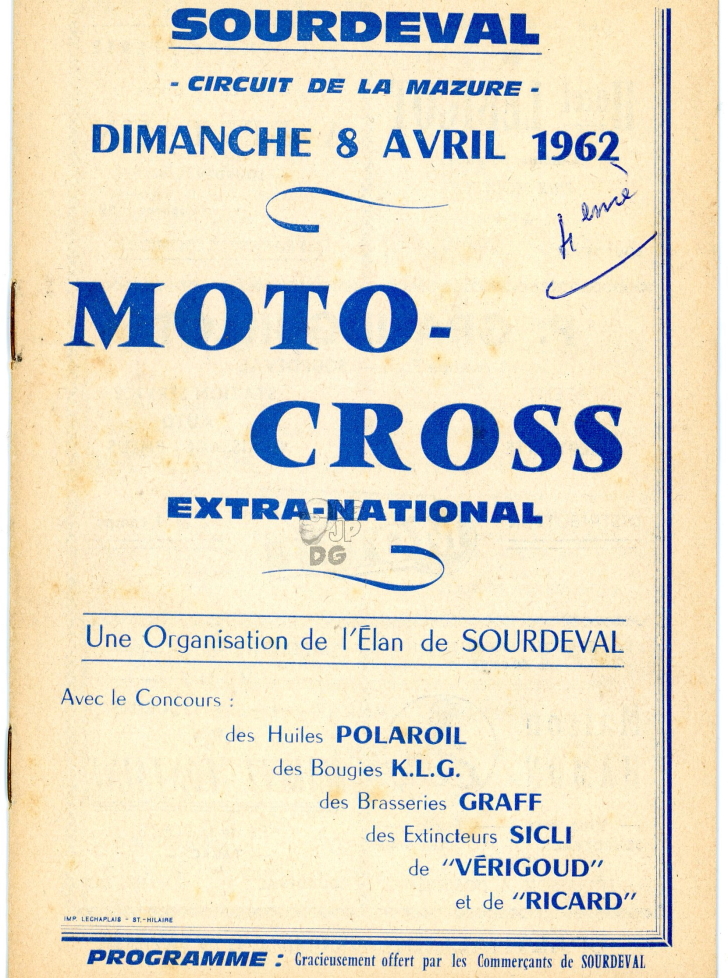 SOURDEVAL
- CIRCUIT DE LA MAZURE -
DIMANCHE 8 AVRIL 1962
MOTO-
CROSS
EXTRA-NATIONAL
JP
DG
Une Organisation de l'Élan de SOURDEVAL
Avec le Concours :
des Huiles POLAROIL
des Bougies K.L.G.
des Brasseries GRAFF
des Extincteurs SICLI
de "VÉRIGOUD"
et de "RICARD"
IMP. LECHAPLAIS - ST.-HILAIRE
PROGRAMME : Gracieusement offert par les Commerçants de SOURDEVAL